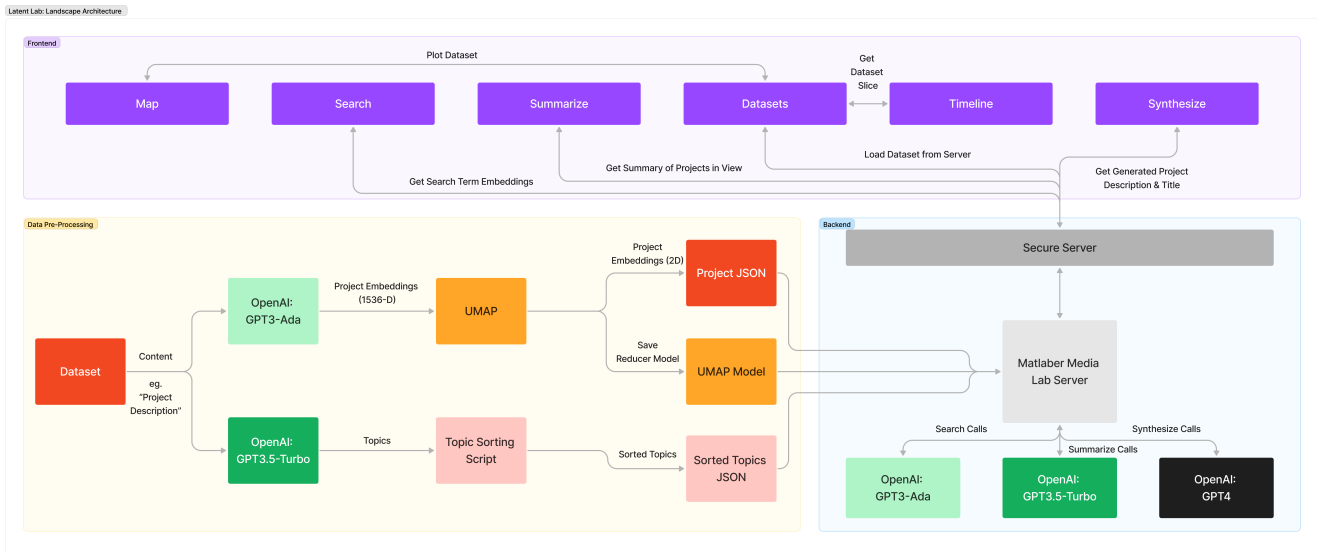 Latent Lab: Landscape Architecture
Frontend
Plot Dataset
Get
Dataset
Slice
Map
Search
Summarize
Datasets
Timeline
Synthesize
Load Dataset from Server
Get Summary of Projects in View
Get Search Term Embeddings
Get Generated Project
Description & Title
Data Pre-Processing
Dataset
Content
eg.
“Project
Description”
OpenAI:
GPT3-Ada
Project Embeddings
(1536-D)
UMAP
Project
Embeddings (2D)
Project JSON
Save
Reducer Model
UMAP Model
OpenAI:
GPT3.5-Turbo
Topics
Topic Sorting
Script
Sorted Topics
Sorted Topics
JSON
Backend
Secure Server
Matlaber Media
Lab Server
Search Calls
Synthesize Calls
Summarize Calls
OpenAI:
GPT3-Ada
OpenAI:
GPT3.5-Turbo
OpenAI:
GPT4